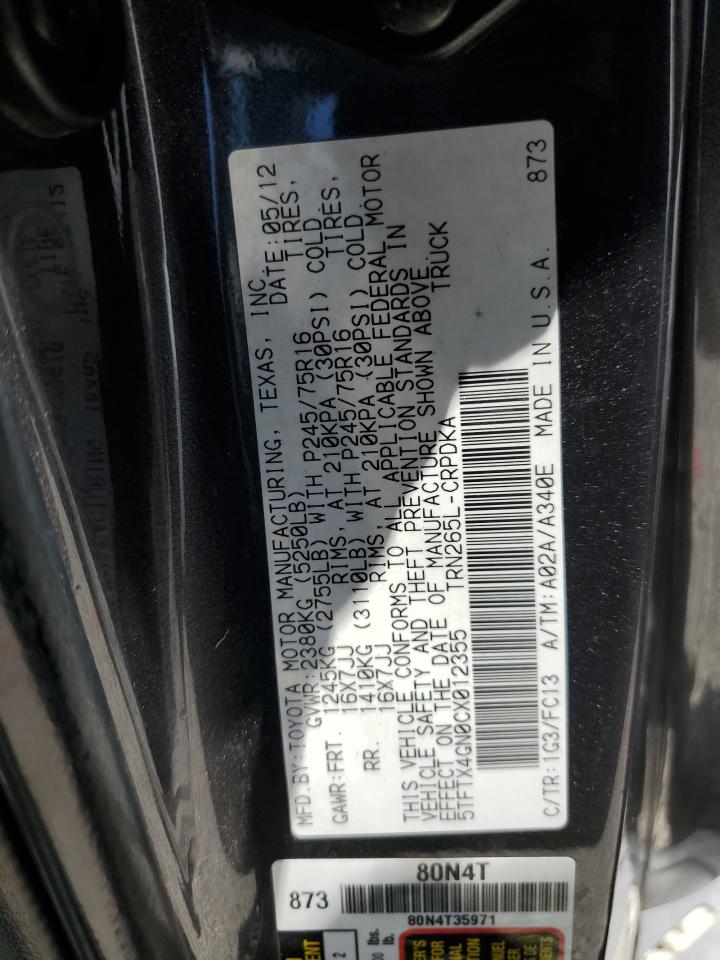 MFD.BY:TOYOTA MOTOR MANUFACTURING, TEXAS, INC.
GVWR:2380KG (5250LB) DATE:05/12
GAWR:FRT. 1245KG (2755LB) WITH P245/75R16 TIRES,
16X7JJ RIMS, AT 210KPA (30PSI) COLD
RR. 1410KG (3110LB) WITH P245/75R16 TIRES,
16X7JJ RIMS, AT 210KPA (30PSI) COLD
THIS VEHICLE CONFORMS TO ALL APPLICABLE FEDERAL MOTOR
VEHICLE SAFETY AND THEFT PREVENTION STANDARDS IN
EFFECT ON THE DATE OF MANUFACTURE SHOWN ABOVE.
5TFTX4GN0CX012355 TRN265L-CRPDKA TRUCK
C/TR:1G3/FC13 A/TM:A02A/A340E MADE IN U.S.A. 873
80N4T
873
80N4T35971